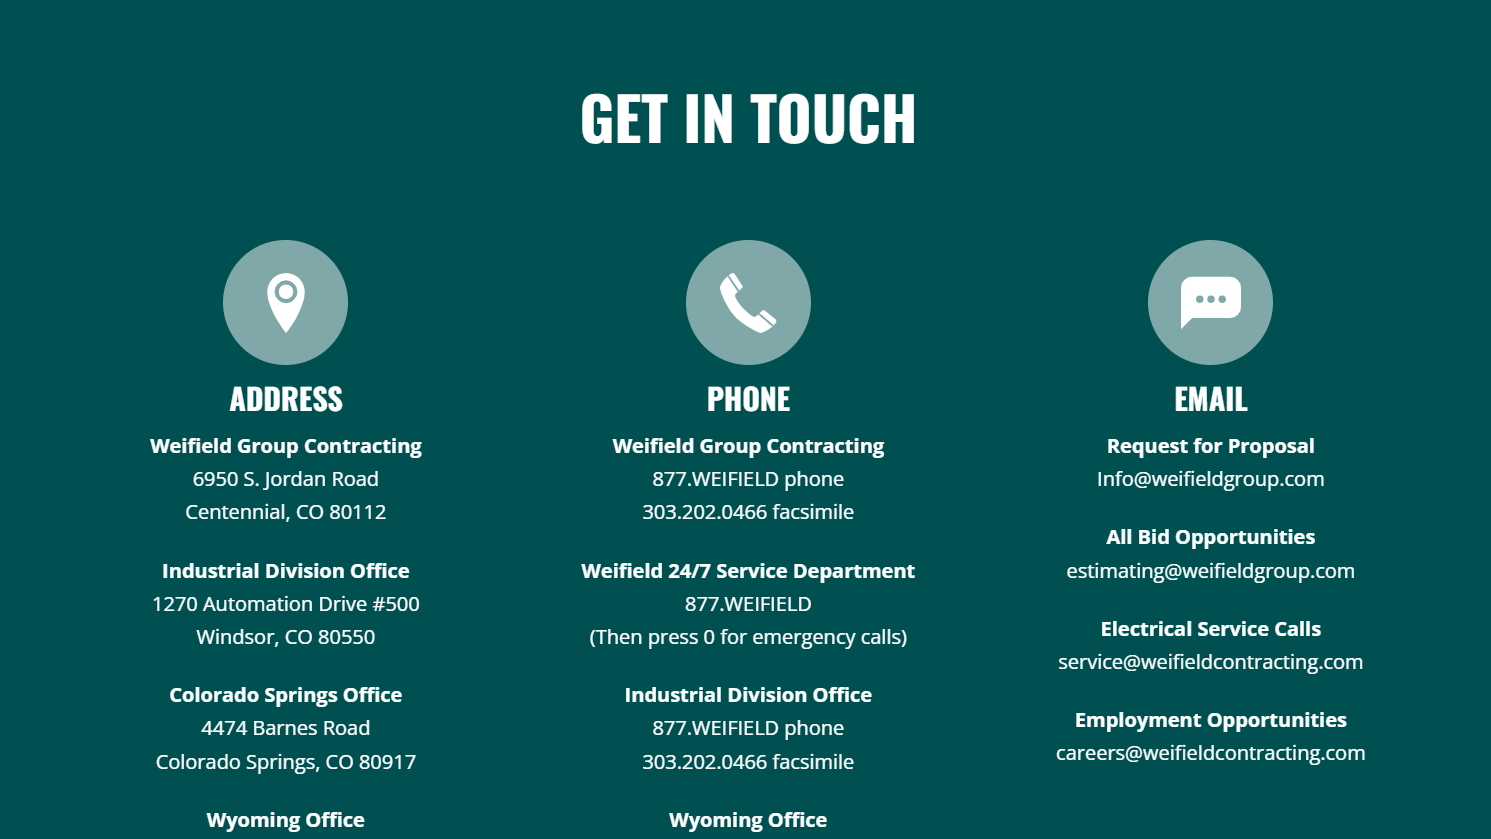 GET IN TOUCH
ADDRESS
Weifield Group Contracting
6950 S. Jordan Road
Centennial, CO 80112
Industrial Division Office
1270 Automation Drive #500
Windsor, CO 80550
Colorado Springs Office
4474 Barnes Road
Colorado Springs, CO 80917
Wyoming Office
PHONE
Weifield Group Contracting
877.WEIFIELD phone
303.202.0466 facsimile
Weifield 24/7 Service Department
877.WEIFIELD
(Then press 0 for emergency calls)
Industrial Division Office
877.WEIFIELD phone
303.202.0466 facsimile
Wyoming Office
EMAIL
Request for Proposal
Info@weifieldgroup.com
All Bid Opportunities
estimating@weifieldgroup.com
Electrical Service Calls
service@weifieldcontracting.com
Employment Opportunities
careers@weifieldcontracting.com